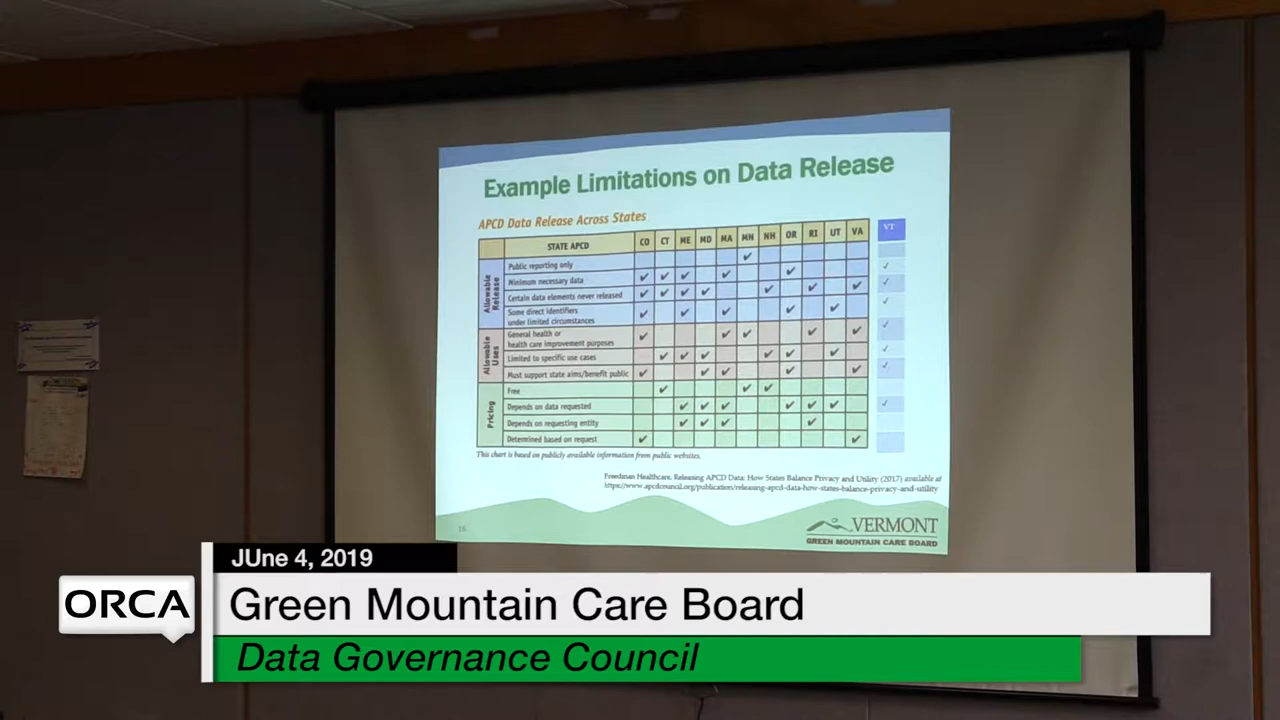 Example Limitations on Data Release
APCD Data Release Across States
STATE APCD CO CT ME MD MA MN NH OR RI UT VA VT
Allowable Release
Public reporting only ✔
Minimum necessary data ✔ ✔ ✔ ✔ ✔ ✓
Certain data elements never released ✔ ✔ ✔ ✔ ✔ ✔ ✔ ✓
Some direct identifiers
under limited circumstances ✔ ✔ ✔ ✔ ✔ ✓
Allowable Uses
General health or
health care improvement purposes ✔ ✔ ✔ ✔ ✔ ✓
Limited to specific use cases ✔ ✔ ✔ ✔ ✔ ✔ ✓
Must support state aims/benefit public ✔ ✔ ✔ ✔ ✔ ✓
Pricing
Free ✔ ✔ ✔
Depends on data requested ✔ ✔ ✔ ✔ ✔ ✔ ✓
Depends on requesting entity ✔ ✔ ✔ ✔
Determined based on request ✔ ✔
This chart is based on publicly available information from public websites.
Freedman Healthcare, Releasing APCD Data: How States Balance Privacy and Utility (2017) available at
https://www.apcdcouncil.org/publication/releasing-apcd-data-how-states-balance-privacy-and-utility
16
VERMONT
GREEN MOUNTAIN CARE BOARD
JUne 4, 2019
ORCA
Green Mountain Care Board
Data Governance Council